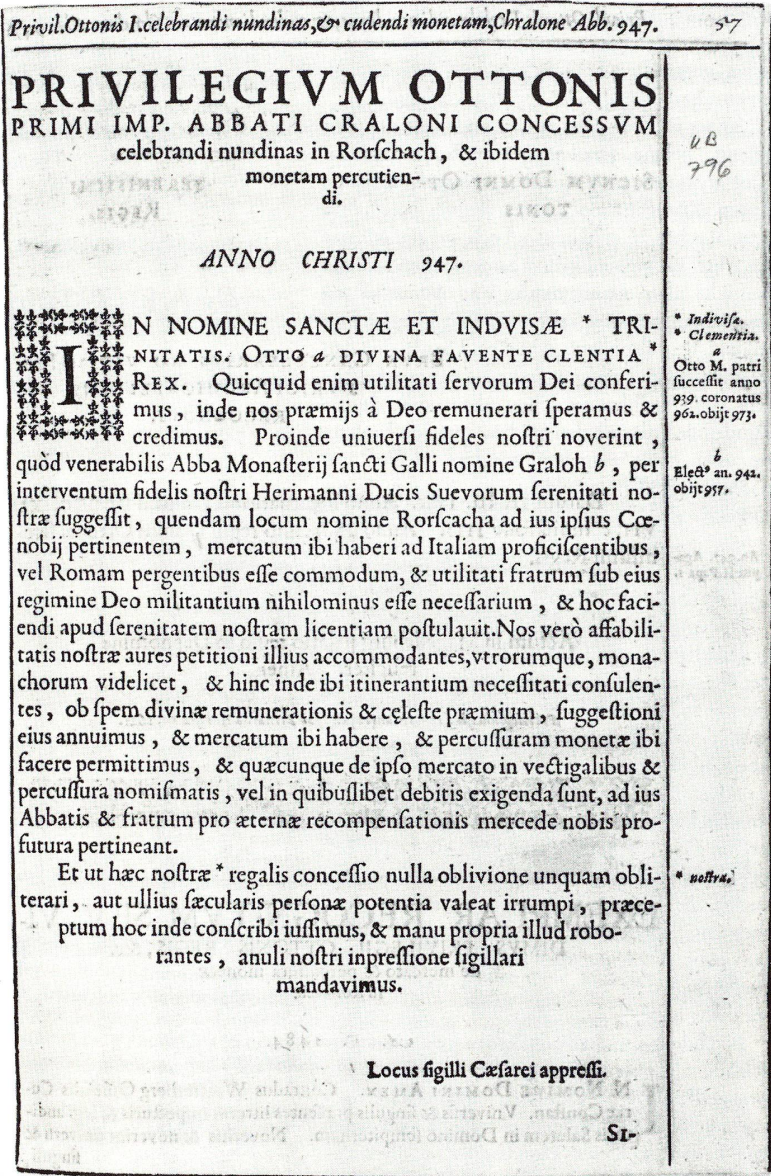 Privil. Ottonis I. celebrandi nundinas, & cudendi monetam, Chralone Abb. 947. 57
PRIVILEGIVM OTTONIS
PRIMI IMP. ABBATI CRALONI CONCESSVM
celebrandi nundinas in Rorſchach, & ibidem
monetam percutien-
di.
UB
796
ANNO CHRISTI 947.
IN NOMINE SANCTÆ ET INDVISÆ * TRI-
NITATIS. OTTO a DIVINA FAVENTE CLENTIA *
REX. Quicquid enim utilitati ſervorum Dei conferi-
mus, inde nos præmijs à Deo remunerari ſperamus &
credimus. Proinde uniuerſi fideles noſtri noverint,
quòd venerabilis Abba Monaſterij ſancti Galli nomine Graloh b, per
interventum fidelis noſtri Herimanni Ducis Suevorum ſerenitati no-
ſtræ ſuggeſſit, quendam locum nomine Rorſcacha ad ius ipſius Cœ-
nobij pertinentem, mercatum ibi haberi ad Italiam proficiſcentibus,
vel Romam pergentibus eſſe commodum, & utilitati fratrum ſub eius
regimine Deo militantium nihilominus eſſe neceſſarium, & hoc faci-
endi apud ſerenitatem noſtram licentiam poſtulauit. Nos verò affabili-
tatis noſtræ aures petitioni illius accommodantes, vtrorumque, mona-
chorum videlicet, & hinc inde ibi itinerantium neceſſitati conſulen-
tes, ob ſpem divinæ remunerationis & cęleſte præmium, ſuggeſtioni
eius annuimus, & mercatum ibi habere, & percuſſuram monetæ ibi
facere permittimus, & quæcunque de ipſo mercato in vectigalibus &
percuſſura nomiſmatis, vel in quibuſlibet debitis exigenda ſunt, ad ius
Abbatis & fratrum pro æternæ recompenſationis mercede nobis pro-
futura pertineant.
Et ut hæc noſtræ * regalis conceſſio nulla oblivione unquam obli-
terari, aut ullius ſæcularis perſonæ potentia valeat irrumpi, præce-
ptum hoc inde conſcribi iuſſimus, & manu propria illud robo-
rantes, anuli noſtri inpreſſione ſigillari
mandavimus.
* Indiviſæ.
* Clementia.
a
Otto M. patri
ſucceſſit anno
939. coronatus
962. obijt 973.
b
Elect⁹ an. 942.
obijt 957.
* noſtra.
Locus ſigilli Cæſarei appreſſi.
SI-